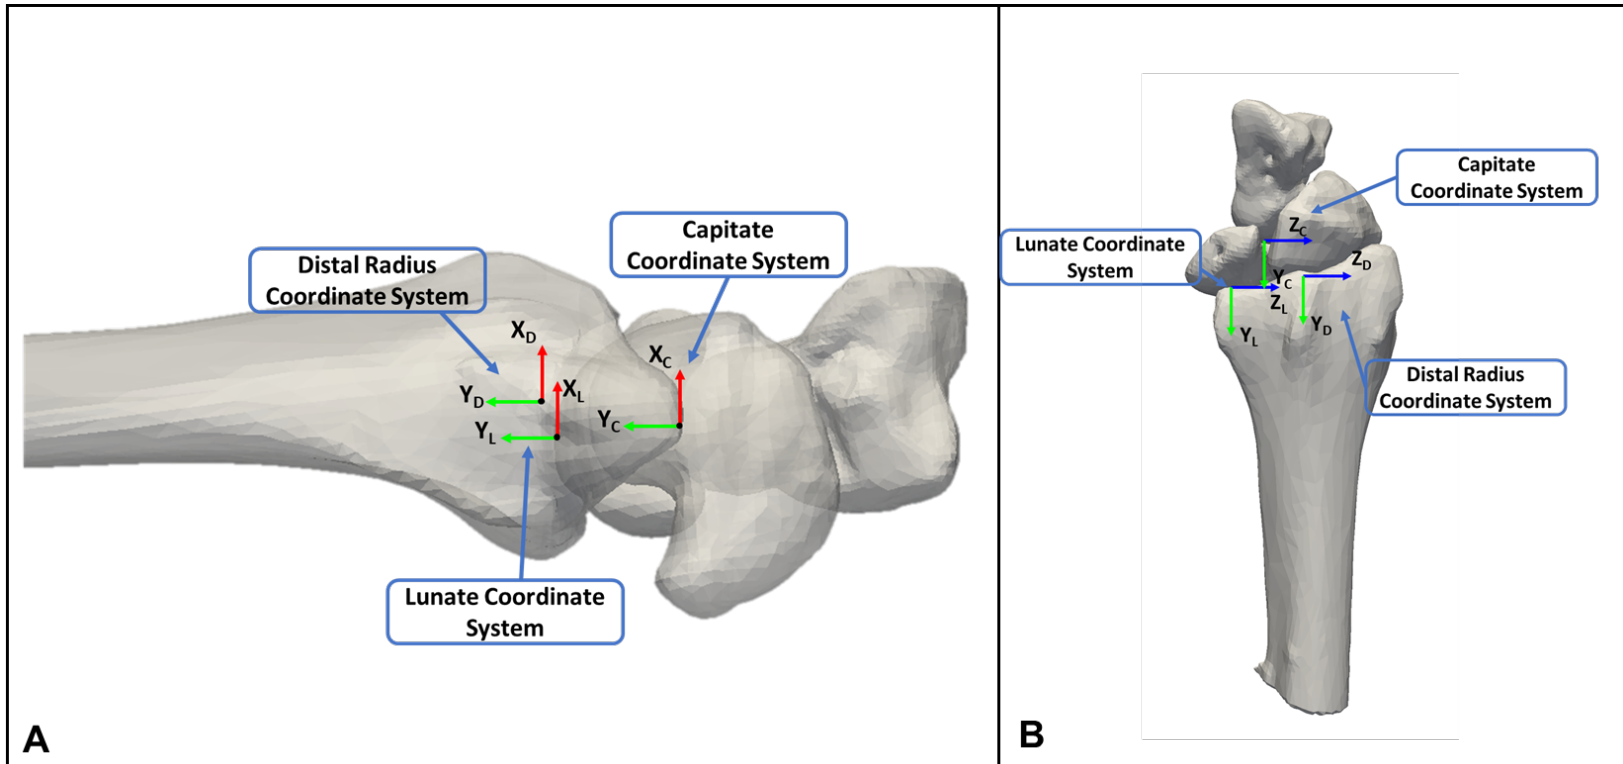 Capitate
Coordinate System
Distal Radius
Coordinate System
X_D
X_C
X_L
Y_D
Y_L
Y_C
Lunate Coordinate
System
A
Capitate
Coordinate System
Lunate Coordinate
System
Z_C
Z_D
Y_C
Z_L
Y_L
Y_D
Distal Radius
Coordinate System
B